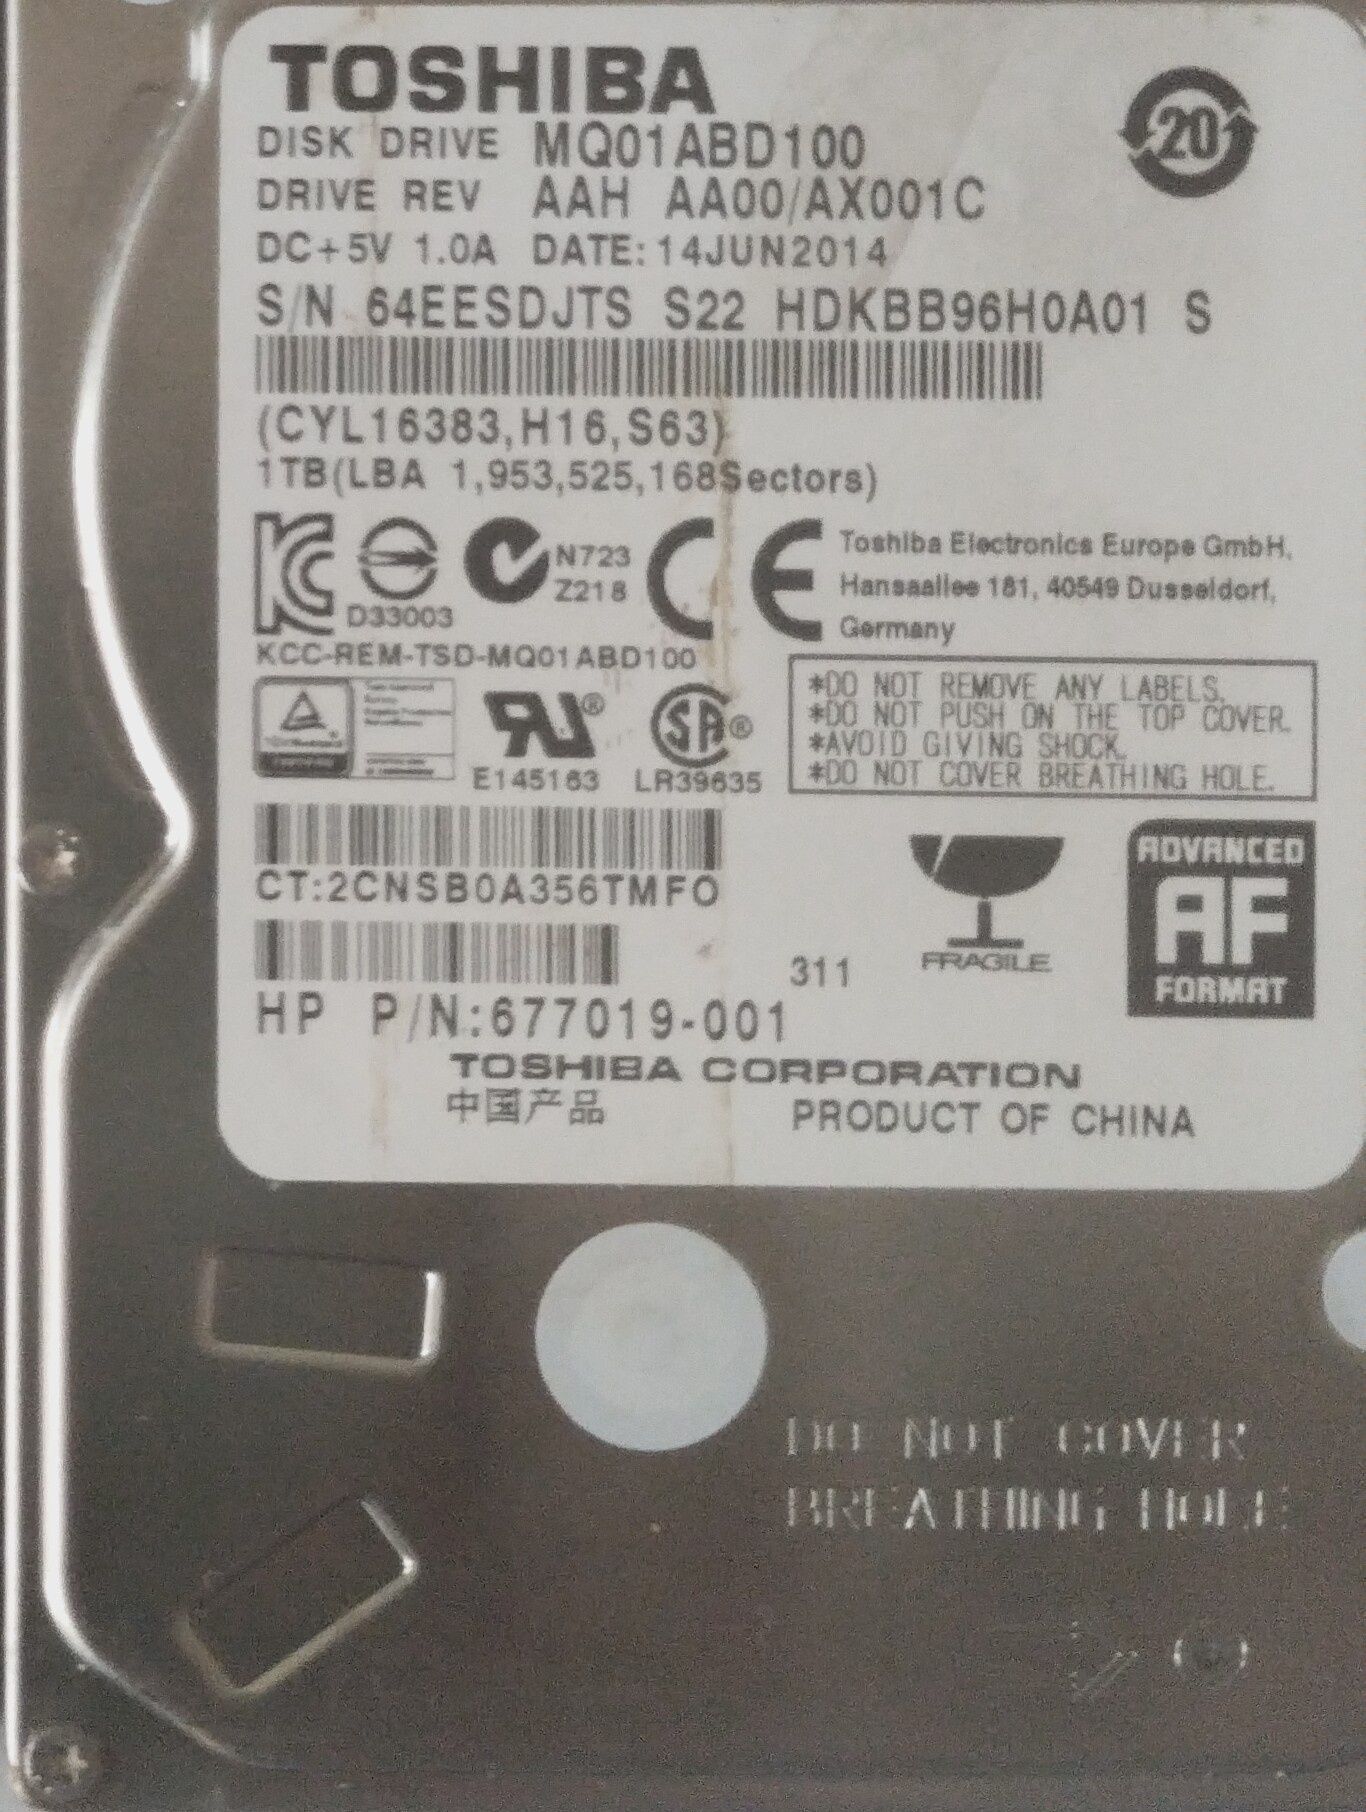 TOSHIBA
20
DISK DRIVE MQ01ABD100
DRIVE REV AAH AA00/AX001C
DC+5V 1.0A DATE:14JUN2014
S/N 64EESDJTS S22 HDKBB96H0A01 S
(CYL16383,H16,S63)
1TB(LBA 1,953,525,168Sectors)
D33003
N723
Z218
CE
Toshiba Electronics Europe GmbH,
Hansaallee 181, 40549 Dusseldorf,
Germany
KCC-REM-TSD-MQ01ABD100
*DO NOT REMOVE ANY LABELS.
*DO NOT PUSH ON THE TOP COVER.
*AVOID GIVING SHOCK.
*DO NOT COVER BREATHING HOLE.
E145163
LR39635
CT:2CNSB0A356TMFO
ADVANCED
AF
FORMAT
FRAGILE
311
HP P/N:677019-001
TOSHIBA CORPORATION
中国产品 PRODUCT OF CHINA
DO NOT COVER
BREATHING HOLE